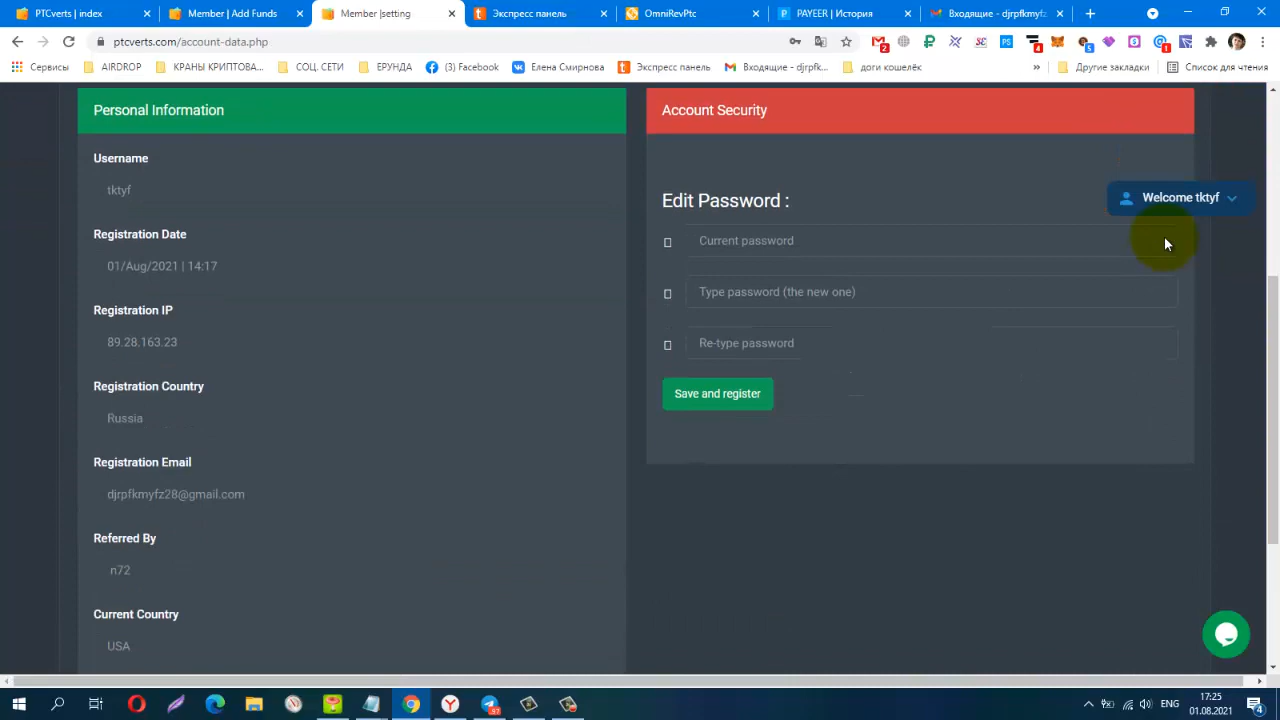 PTCverts | index
Member | Add Funds
Member |setting
Экспресс панель
OmniRevPtc
PAYEER | История
Входящие - djrpfkmyfz
ptcverts.com/account-data.php
Сервисы
AIRDROP
КРАНЫ КРИПТОВА...
СОЦ. СЕТИ
ЕРУНДА
(3) Facebook
Елена Смирнова
Экспресс панель
Входящие - djrpfk...
доги кошелёк
»
Другие закладки
Список для чтения
Personal Information
Account Security
Username
tktyf
Edit Password :
Welcome tktyf
Registration Date
Current password
01/Aug/2021 | 14:17
Type password (the new one)
Registration IP
89.28.163.23
Re-type password
Registration Country
Save and register
Russia
Registration Email
djrpfkmyfz28@gmail.com
Referred By
n72
Current Country
USA
ENG
17:25
01.08.2021